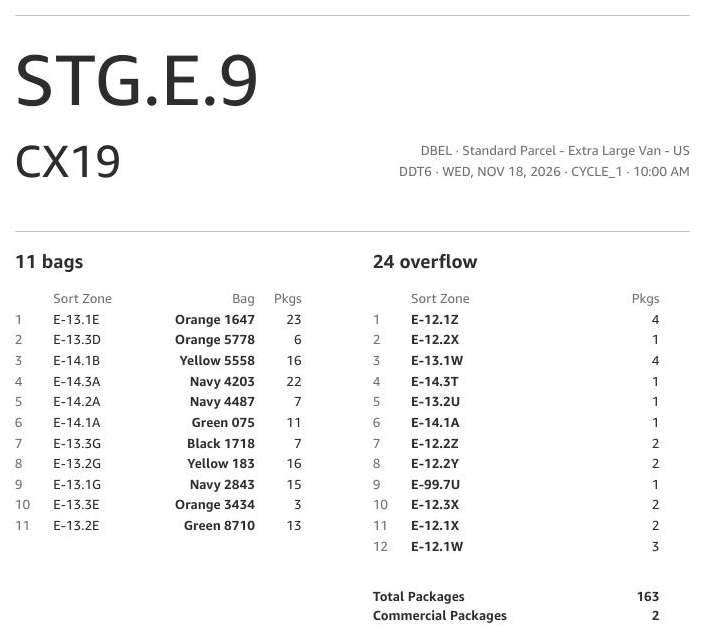 STG.E.9
CX19
DBEL · Standard Parcel - Extra Large Van - US
DDT6 · WED, NOV 18, 2026 · CYCLE_1 · 10:00 AM
11 bags
Sort Zone Bag Pkgs
1 E-13.1E Orange 1647 23
2 E-13.3D Orange 5778 6
3 E-14.1B Yellow 5558 16
4 E-14.3A Navy 4203 22
5 E-14.2A Navy 4487 7
6 E-14.1A Green 075 11
7 E-13.3G Black 1718 7
8 E-13.2G Yellow 183 16
9 E-13.1G Navy 2843 15
10 E-13.3E Orange 3434 3
11 E-13.2E Green 8710 13
24 overflow
Sort Zone Pkgs
1 E-12.1Z 4
2 E-12.2X 1
3 E-13.1W 4
4 E-14.3T 1
5 E-13.2U 1
6 E-14.1A 1
7 E-12.2Z 2
8 E-12.2Y 2
9 E-99.7U 1
10 E-12.3X 2
11 E-12.1X 2
12 E-12.1W 3
Total Packages 163
Commercial Packages 2